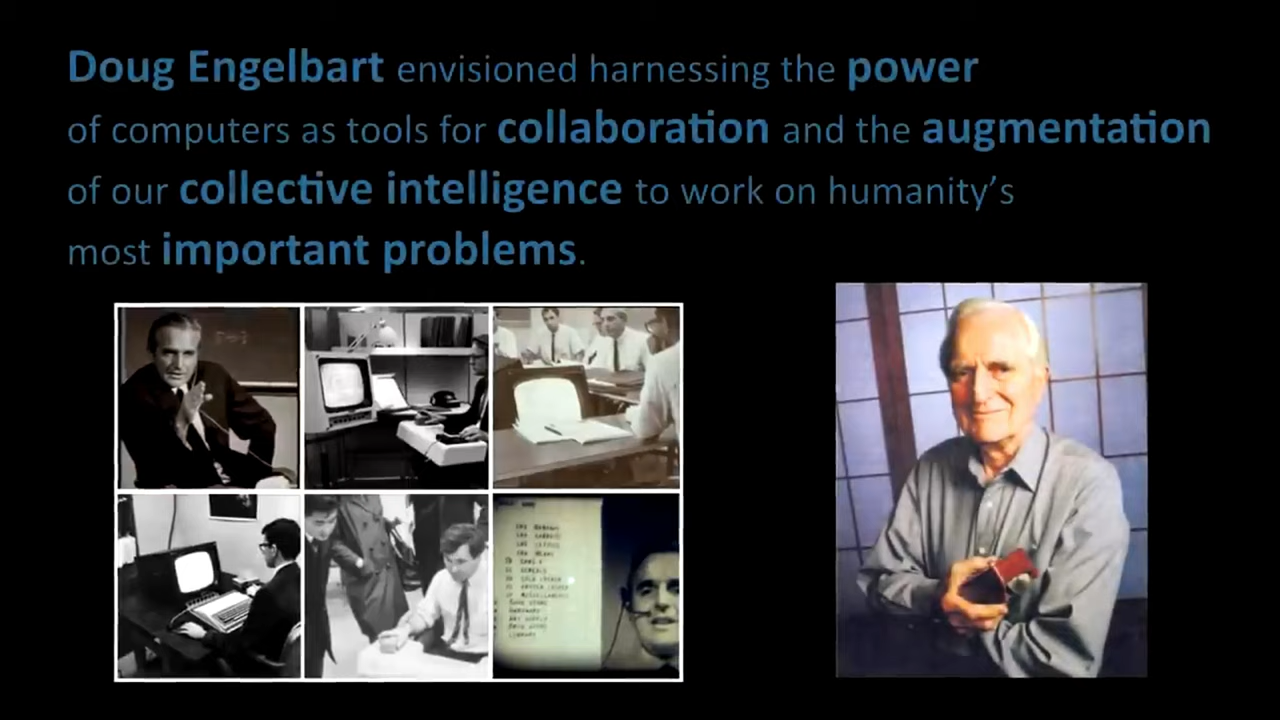 Doug Engelbart envisioned harnessing the power
of computers as tools for collaboration and the augmentation
of our collective intelligence to work on humanity’s
most important problems.